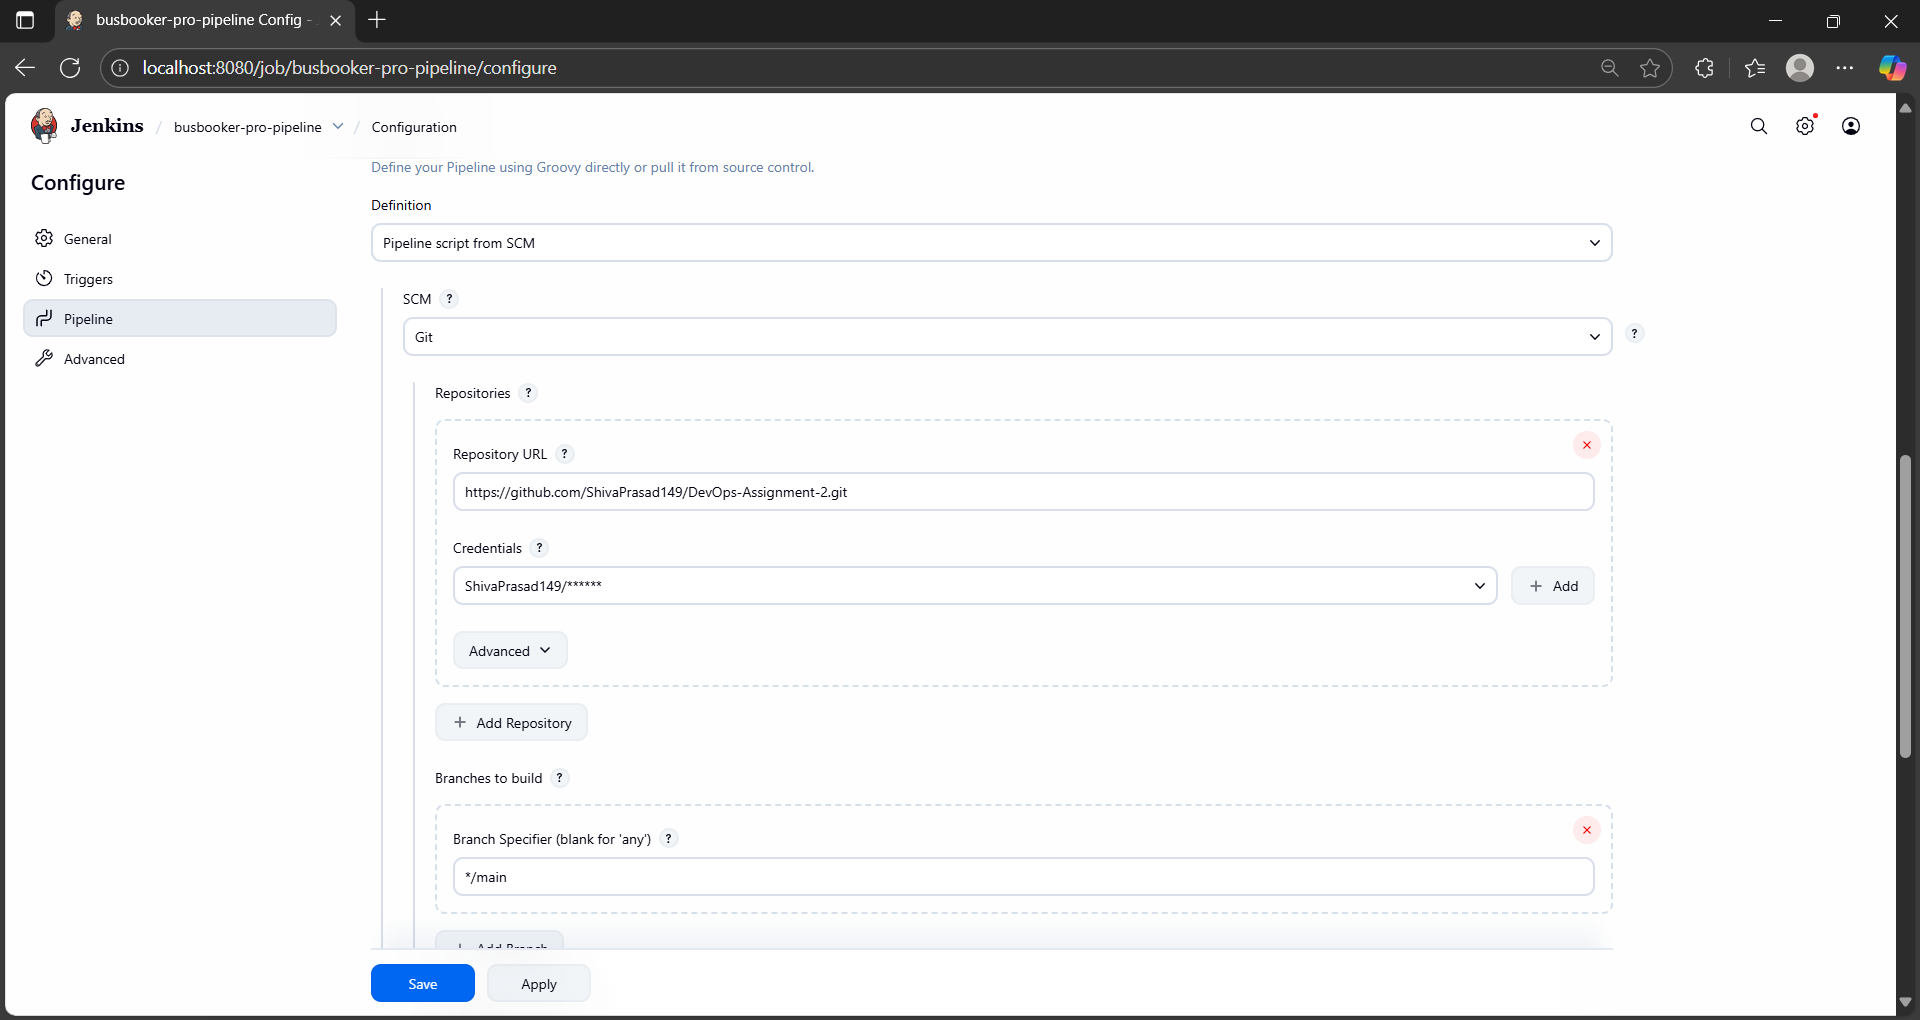 busbooker-pro-pipeline Config -
localhost:8080/job/busbooker-pro-pipeline/configure
Jenkins / busbooker-pro-pipeline / Configuration
Configure
General
Triggers
Pipeline
Advanced
Define your Pipeline using Groovy directly or pull it from source control.
Definition
Pipeline script from SCM
SCM ?
Git
?
Repositories ?
Repository URL ?
https://github.com/ShivaPrasad149/DevOps-Assignment-2.git
Credentials ?
ShivaPrasad149/******
+ Add
Advanced
+ Add Repository
Branches to build ?
Branch Specifier (blank for 'any') ?
*/main
Add Branch
Save
Apply